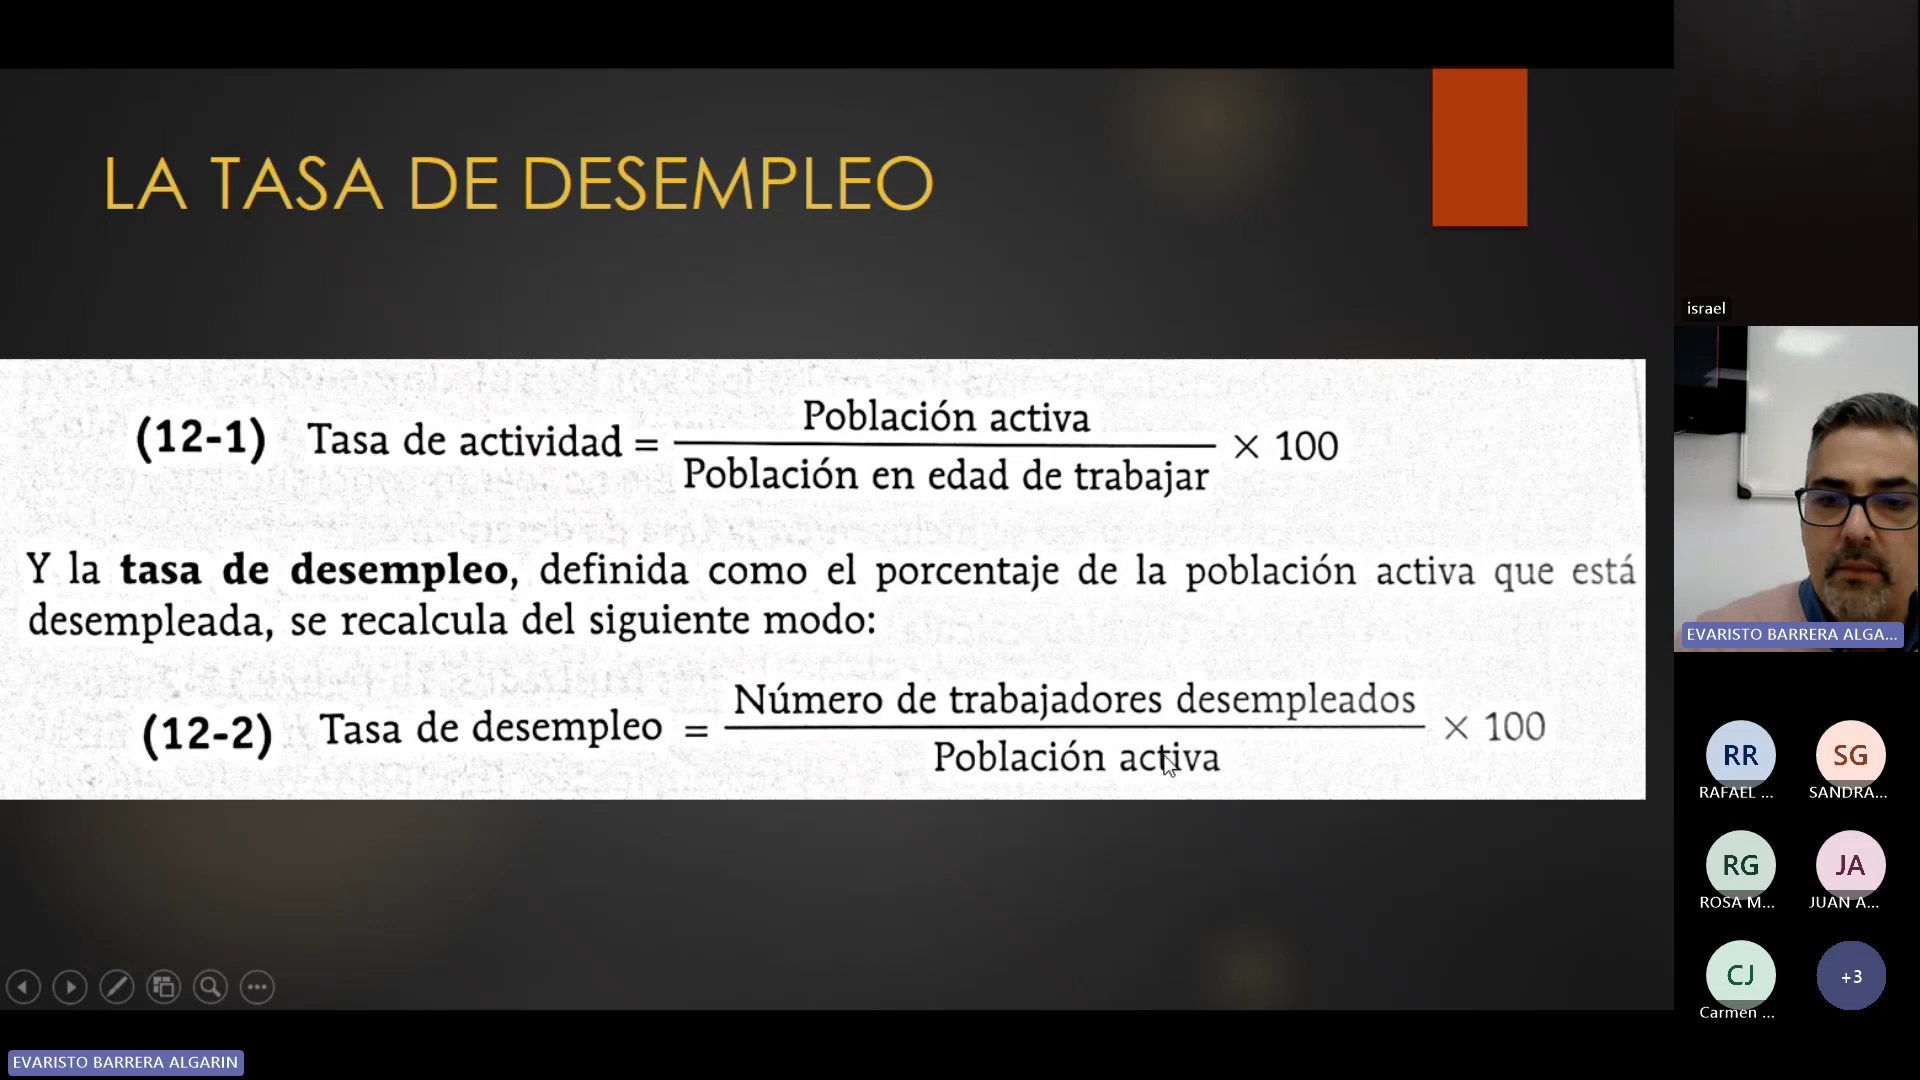 LA TASA DE DESEMPLEO
(12-1) Tasa de actividad = Población activa
Población en edad de trabajar × 100
Y la tasa de desempleo, definida como el porcentaje de la población activa que está
desempleada, se recalcula del siguiente modo:
(12-2) Tasa de desempleo = Número de trabajadores desempleados
Población activa × 100
israel
EVARISTO BARRERA ALGA...
RR
RAFAEL ...
SG
SANDRA...
RG
ROSA M...
JA
JUAN A...
CJ
Carmen ...
+3
EVARISTO BARRERA ALGARIN